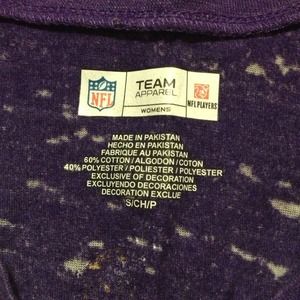 NFL
TEAM
APPAREL
WOMENS
NFL PLAYERS
MADE IN PAKISTAN
HECHO EN PAKISTAN
FABRIQUE AU PAKISTAN
60% COTTON / ALGODON / COTON
40% POLYESTER / POLIESTER / POLYESTER
EXCLUSIVE OF DECORATION
EXCLUYENDO DECORACIONES
DECORATION EXCLUE
S/CH/P